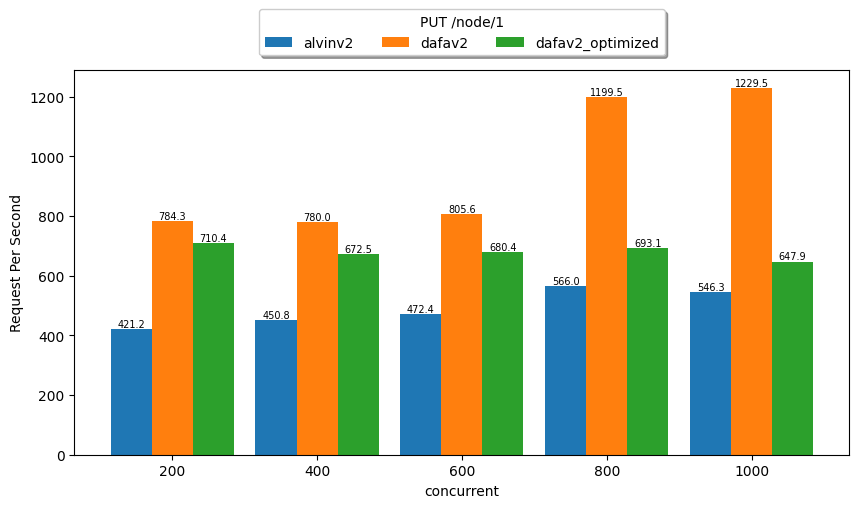 PUT /node/1
alvinv2 dafav2 dafav2_optimized
Request Per Second
1200
1000
800
600
400
200
0
421.2 784.3 710.4
450.8 780.0 672.5
472.4 805.6 680.4
566.0 1199.5 693.1
546.3 1229.5 647.9
200 400 600 800 1000
concurrent